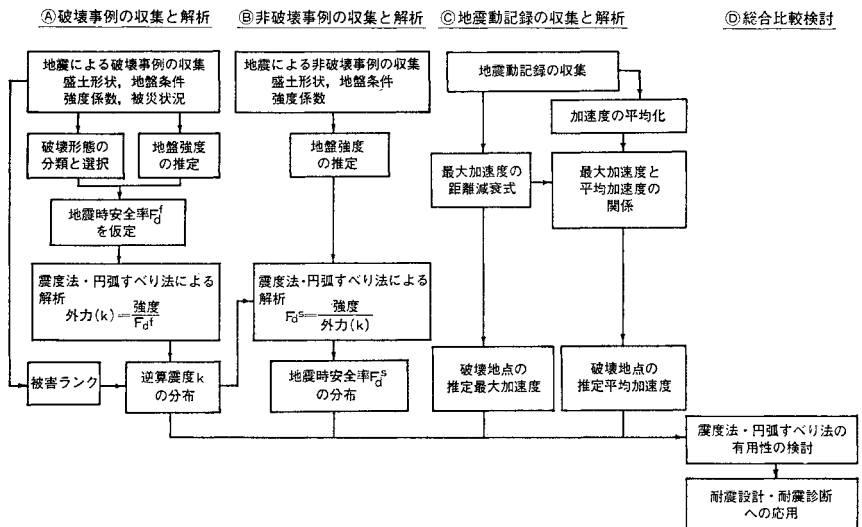 Ⓐ破壊事例の収集と解析
Ⓑ非破壊事例の収集と解析
Ⓒ地震動記録の収集と解析
Ⓓ総合比較検討
地震による破壊事例の収集
盛土形状，地盤条件
強度係数，被災状況
地震による非破壊事例の収集
盛土形状，地盤条件
強度係数
地震動記録の収集
加速度の平均化
破壊形態の
分類と選択
地盤強度
の推定
地盤強度
の推定
最大加速度の
距離減衰式
最大加速度と
平均加速度の
関係
地震時安全率Fdf
を仮定
震度法・円弧すべり法による
解析
外力(k)＝強度/Fdf
震度法・円弧すべり法による
解析
Fds＝強度/外力(k)
被害ランク
逆算震度k
の分布
地震時安全率Fds
の分布
破壊地点の
推定最大加速度
破壊地点の
推定平均加速度
震度法・円弧すべり法の
有用性の検討
耐震設計・耐震診断
への応用